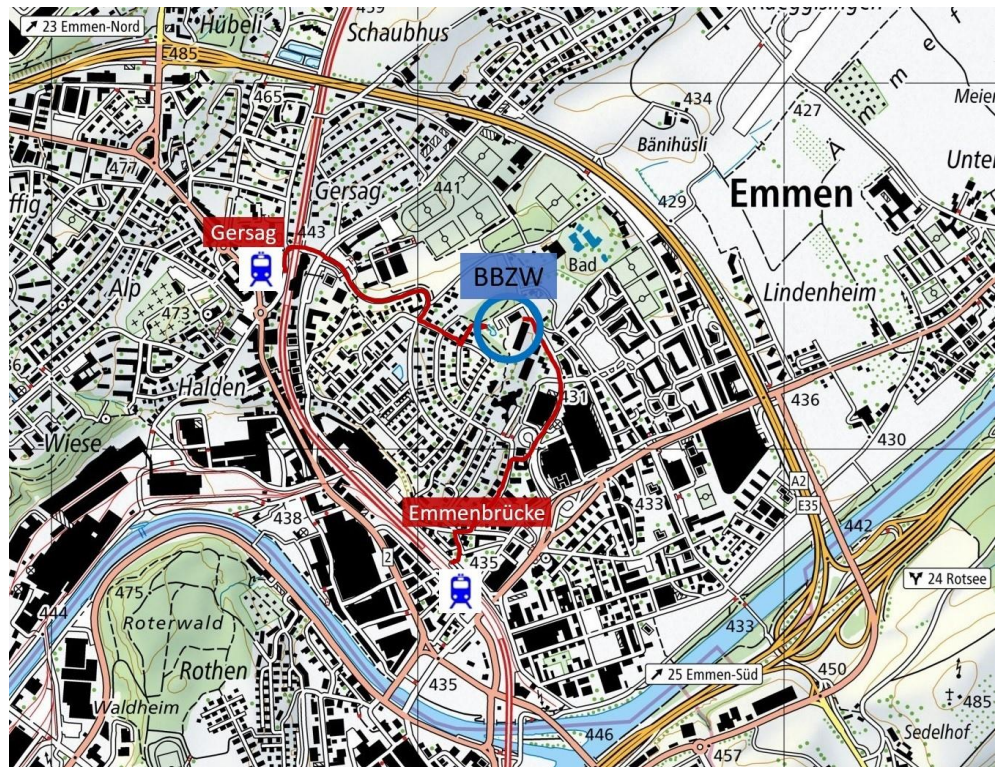 23 Emmen-Nord
Hübeli
459
Schaubhus
485
465
434
427
Meier
Bänihüsli
Unter
A
m
m
e
477
Gersag
441
ffig
429
Emmen
Gersag
443
Bad
BBZW
Alp
Lindenheim
473
Halden
431
436
Wiese
430
A2
Emmenbrücke
433
E35
438
442
2
435
24 Rotsee
475
444
Roterwald
433
Rothen
25 Emmen-Süd
450
435
Waldheim
485
446
Sedelhof
457